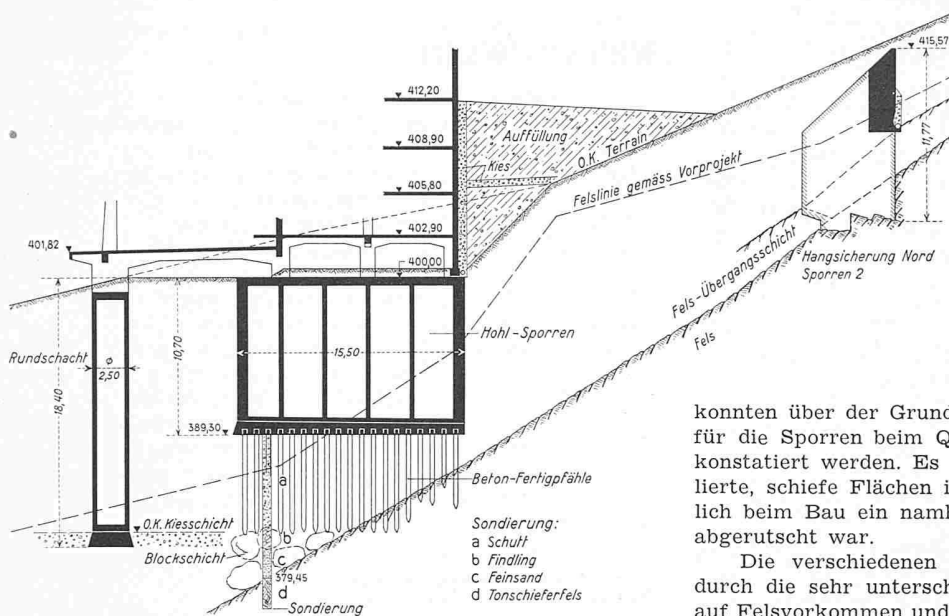 415,57
412,20
11,77
Auffüllung
408,90
O.K. Terrain
Kies
Felslinie gemäss Vorprojekt
405,80
402,90
401,82
400,00
Fels-Übergangsschicht
Hangsicherung Nord
Sporren 2
Fels
Hohl-Sporren
10,70
15,50
Rundschacht
ø
2,50
18,40
389,30
a
Beton-Fertigpfähle
O.K. Kiesschicht
Blockschicht
b
c
379,45
d
Sondierung
Sondierung:
a Schutt
b Findling
c Feinsand
d Tonschieferfels
konnten über der Grund
für die Sporren beim Q
konstatiert werden. Es
lierte, schiefe Flächen i
lich beim Bau ein naml
abgerutscht war.
Die verschiedenen
durch die sehr untersch
auf Felsvorkommen und